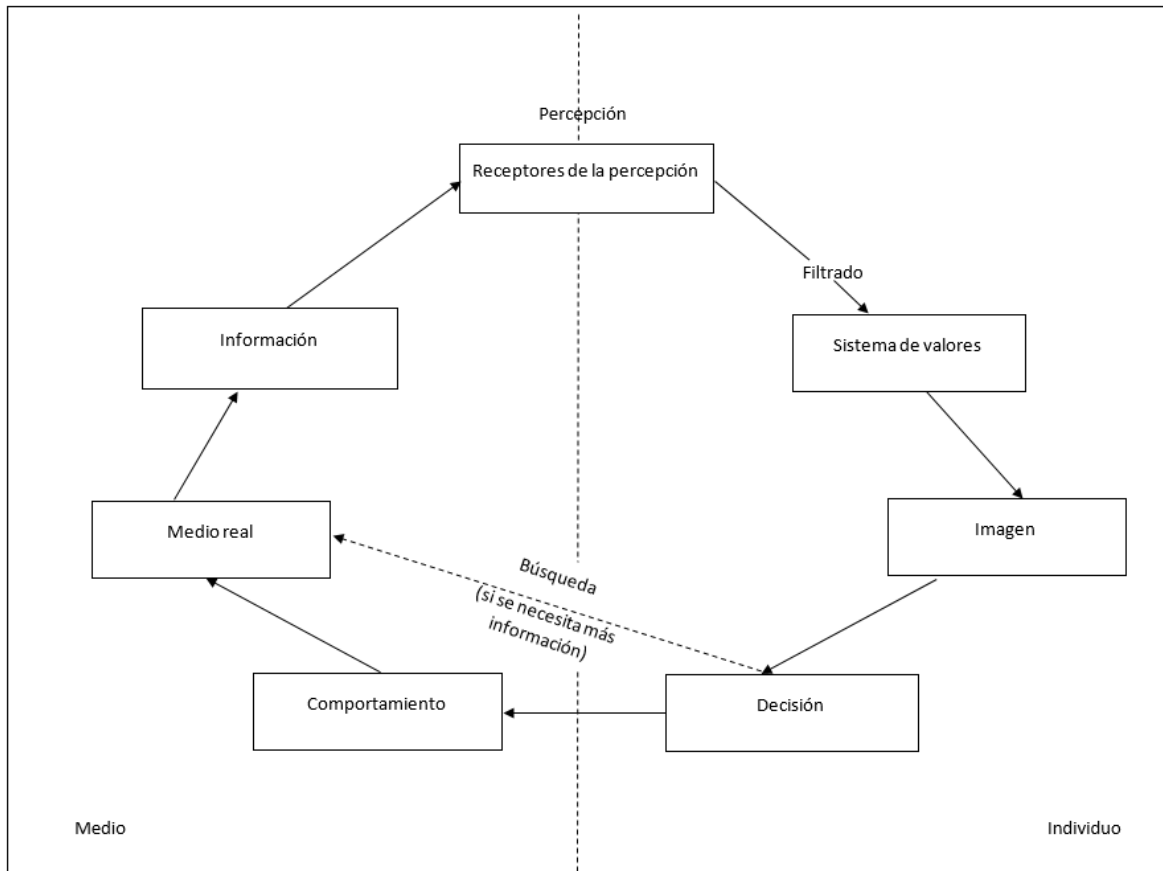 Percepción
Receptores de la percepción
Filtrado
Información
Sistema de valores
Medio real
Imagen
Búsqueda
(si se necesita más
información)
Comportamiento
Decisión
Medio
Individuo